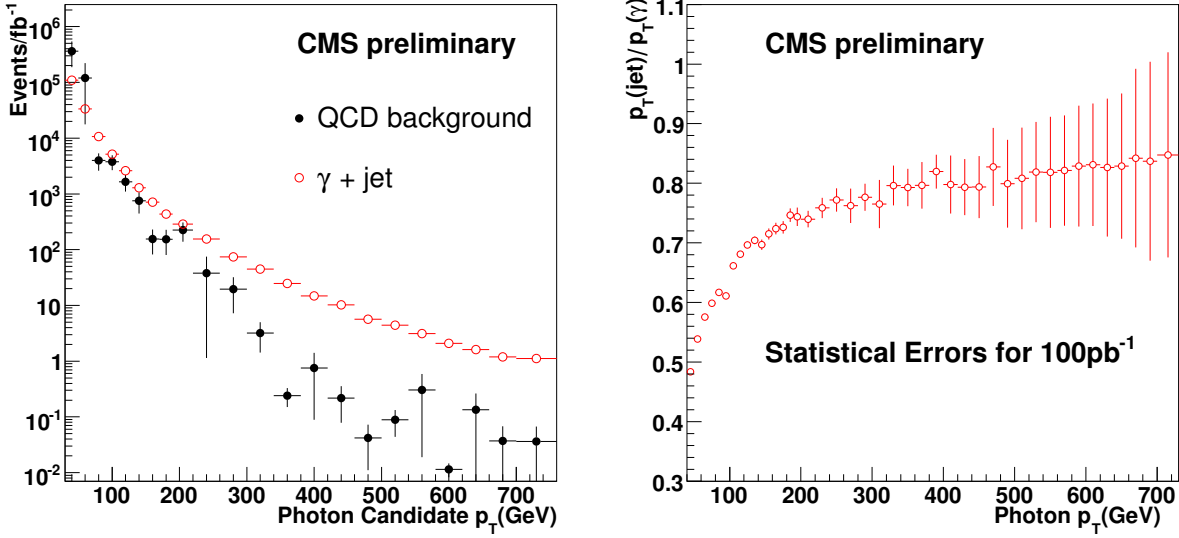 CMS preliminary
QCD background
γ + jet
Events/fb⁻¹
10⁶
10⁵
10⁴
10³
10²
10
1
10⁻¹
10⁻²
100 200 300 400 500 600 700
Photon Candidate p_T(GeV)
CMS preliminary
Statistical Errors for 100pb⁻¹
p_T(jet)/p_T(γ)
1.1
1
0.9
0.8
0.7
0.6
0.5
0.4
0.3
100 200 300 400 500 600 700
Photon p_T(GeV)